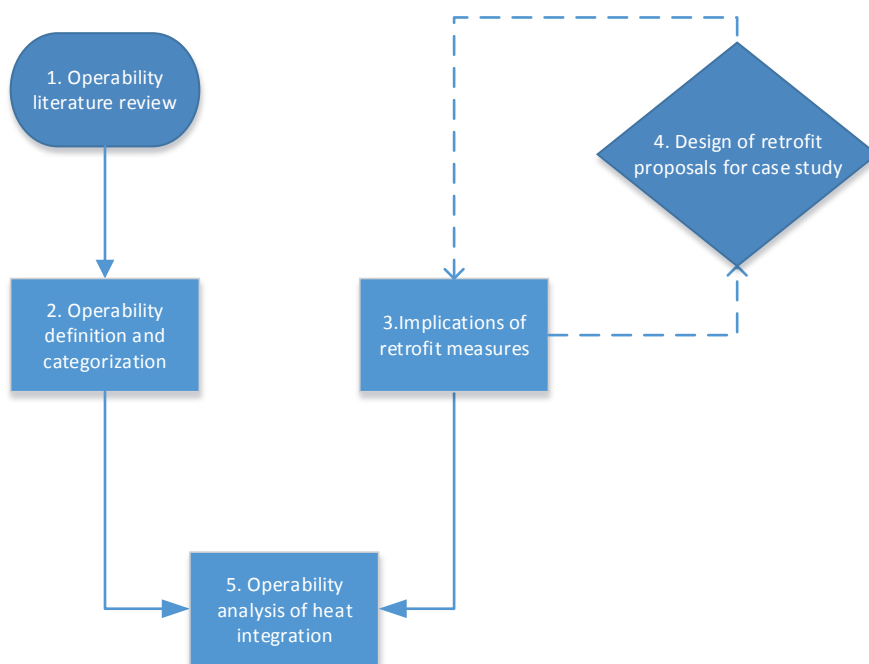 1. Operability
literature review
4. Design of retrofit
proposals for case study
2. Operability
definition and
categorization
3.Implications of
retrofit measures
5. Operability
analysis of heat
integration